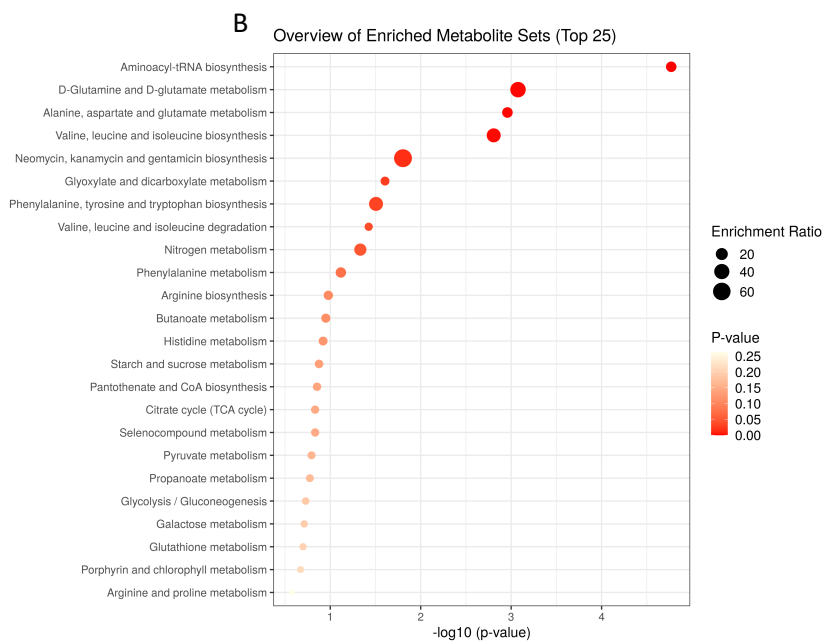 B
Overview of Enriched Metabolite Sets (Top 25)
Aminoacyl-tRNA biosynthesis
D-Glutamine and D-glutamate metabolism
Alanine, aspartate and glutamate metabolism
Valine, leucine and isoleucine biosynthesis
Neomycin, kanamycin and gentamicin biosynthesis
Glyoxylate and dicarboxylate metabolism
Phenylalanine, tyrosine and tryptophan biosynthesis
Valine, leucine and isoleucine degradation
Nitrogen metabolism
Phenylalanine metabolism
Arginine biosynthesis
Butanoate metabolism
Histidine metabolism
Starch and sucrose metabolism
Pantothenate and CoA biosynthesis
Citrate cycle (TCA cycle)
Selenocompound metabolism
Pyruvate metabolism
Propanoate metabolism
Glycolysis / Gluconeogenesis
Galactose metabolism
Glutathione metabolism
Porphyrin and chlorophyll metabolism
Arginine and proline metabolism
1 2 3 4
-log10 (p-value)
Enrichment Ratio
20
40
60
P-value
0.25
0.20
0.15
0.10
0.05
0.00